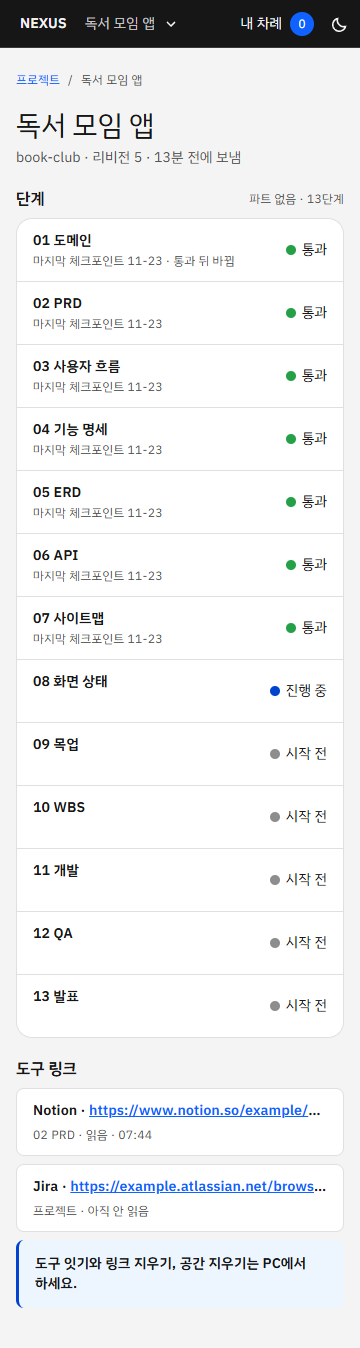 NEXUS 독서 모임 앱 내 차례 0
프로젝트 / 독서 모임 앱
독서 모임 앱
book-club · 리비전 5 · 13분 전에 보냄
단계 파트 없음 · 13단계
01 도메인
마지막 체크포인트 11-23 · 통과 뒤 바뀜
통과
02 PRD
마지막 체크포인트 11-23
통과
03 사용자 흐름
마지막 체크포인트 11-23
통과
04 기능 명세
마지막 체크포인트 11-23
통과
05 ERD
마지막 체크포인트 11-23
통과
06 API
마지막 체크포인트 11-23
통과
07 사이트맵
마지막 체크포인트 11-23
통과
08 화면 상태
진행 중
09 목업
시작 전
10 WBS
시작 전
11 개발
시작 전
12 QA
시작 전
13 발표
시작 전
도구 링크
Notion · https://www.notion.so/example/...
02 PRD · 읽음 · 07:44
Jira · https://example.atlassian.net/brows...
프로젝트 · 아직 안 읽음
도구 잇기와 링크 지우기, 공간 지우기는 PC에서
하세요.